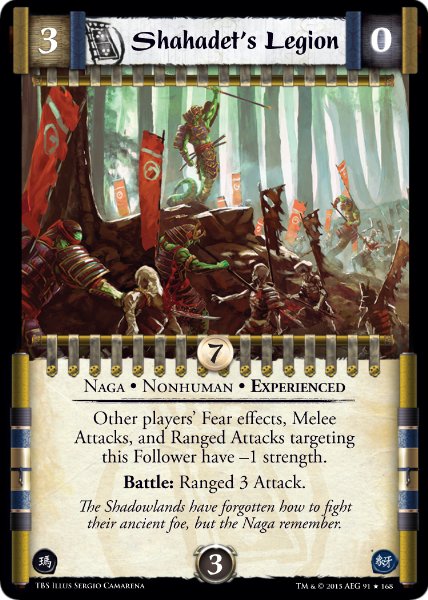 3 Shahadet's Legion 0
7
Naga • Nonhuman • Experienced
Other players' Fear effects, Melee
Attacks, and Ranged Attacks targeting
this Follower have –1 strength.
Battle: Ranged 3 Attack.
The Shadowlands have forgotten how to fight
their ancient foe, but the Naga remember.
3
TBS Illus Sergio Camarena
TM & © 2015 AEG 91 ★ 168